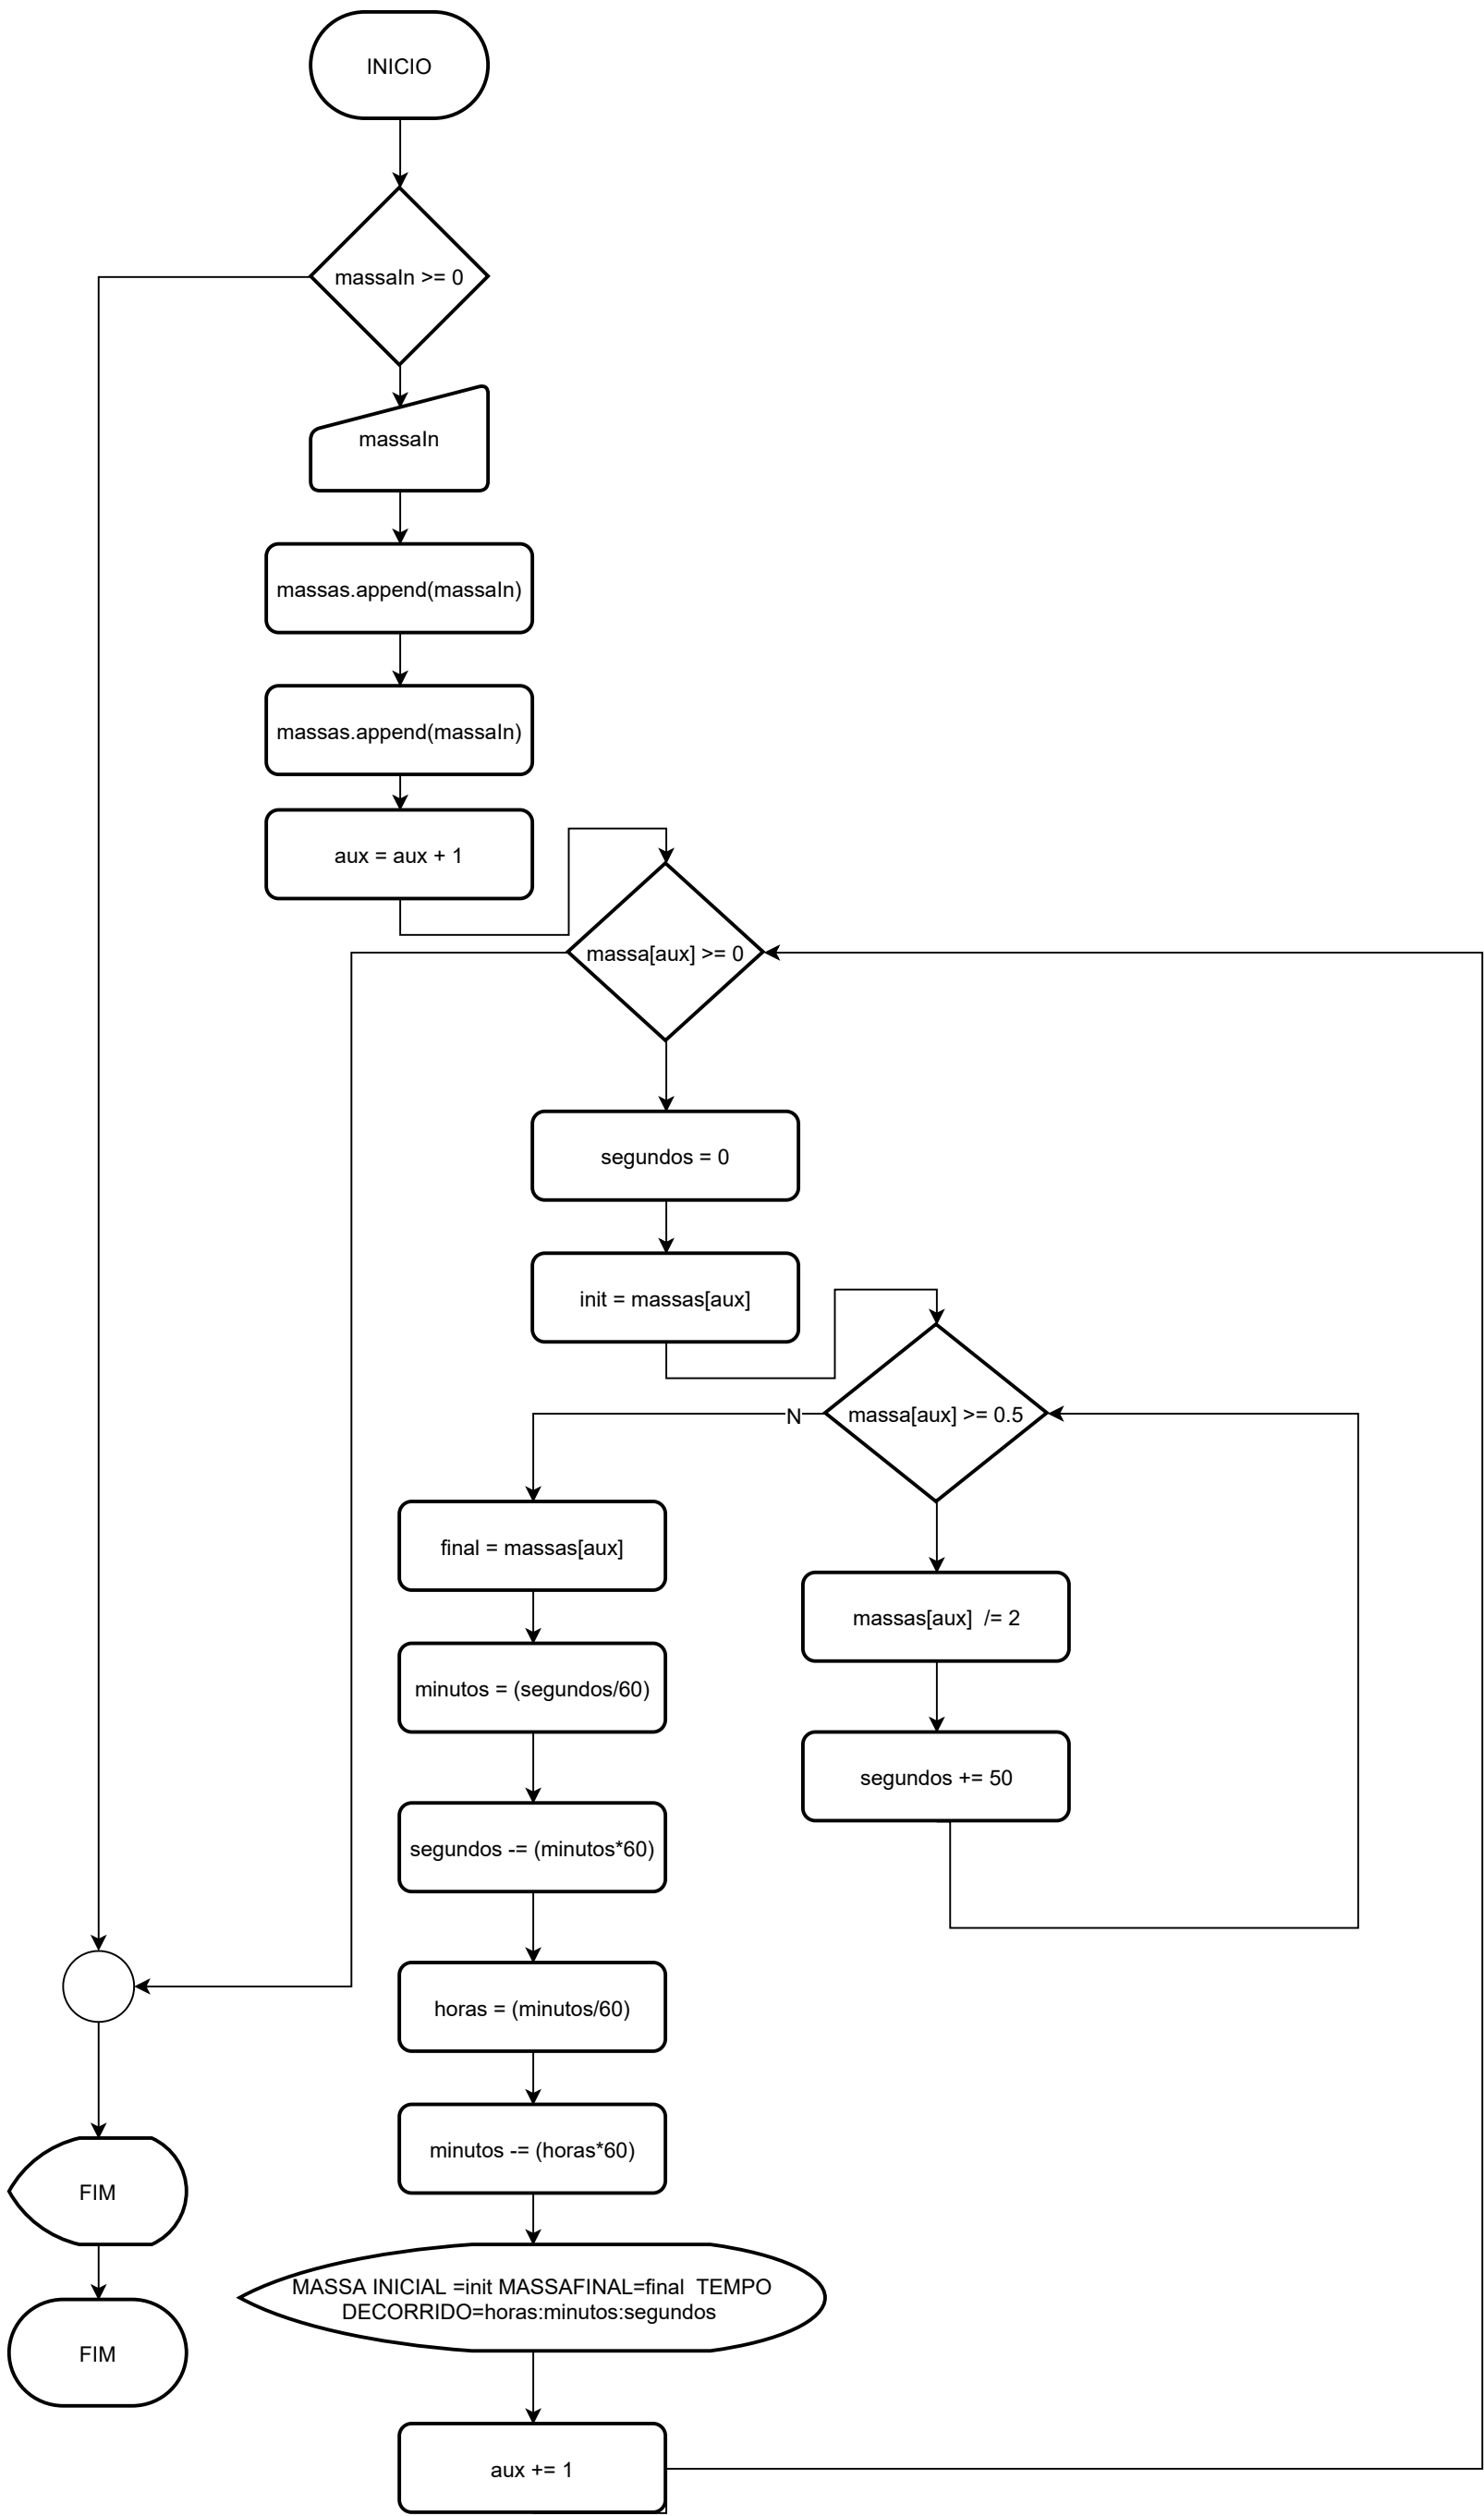 INICIO
massaIn >= 0
massaIn
massas.append(massaIn)
massas.append(massaIn)
aux = aux + 1
massa[aux] >= 0
segundos = 0
init = massas[aux]
massa[aux] >= 0.5
N
final = massas[aux]
massas[aux]  /= 2
minutos = (segundos/60)
segundos += 50
segundos -= (minutos*60)
horas = (minutos/60)
minutos -= (horas*60)
FIM
MASSA INICIAL =init MASSAFINAL=final  TEMPO
DECORRIDO=horas:minutos:segundos
FIM
aux += 1